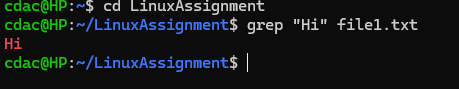 cdac@HP:~$ cd LinuxAssignment
cdac@HP:~/LinuxAssignment$ grep "Hi" file1.txt
Hi
cdac@HP:~/LinuxAssignment$